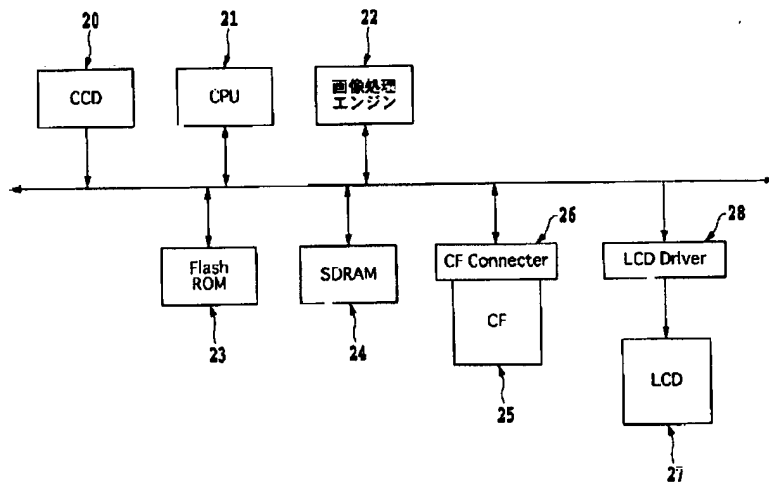 20
21
22
CCD
CPU
画像処理
エンジン
26
28
Flash
ROM
SDRAM
CF Connecter
LCD Driver
CF
23
24
LCD
25
27